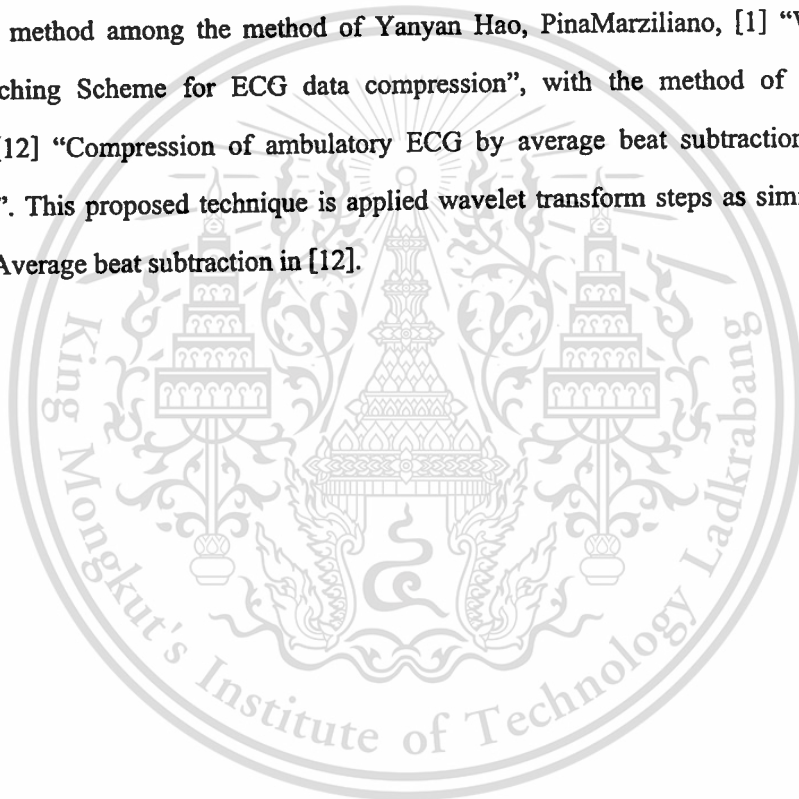 method among the method of Yanyan Hao, PinaMarziliano, [1] “V
ching Scheme for ECG data compression”, with the method of
[12] “Compression of ambulatory ECG by average beat subtraction
”. This proposed technique is applied wavelet transform steps as sim
Average beat subtraction in [12].
King Mongkut's Institute of Technology Ladkrabang